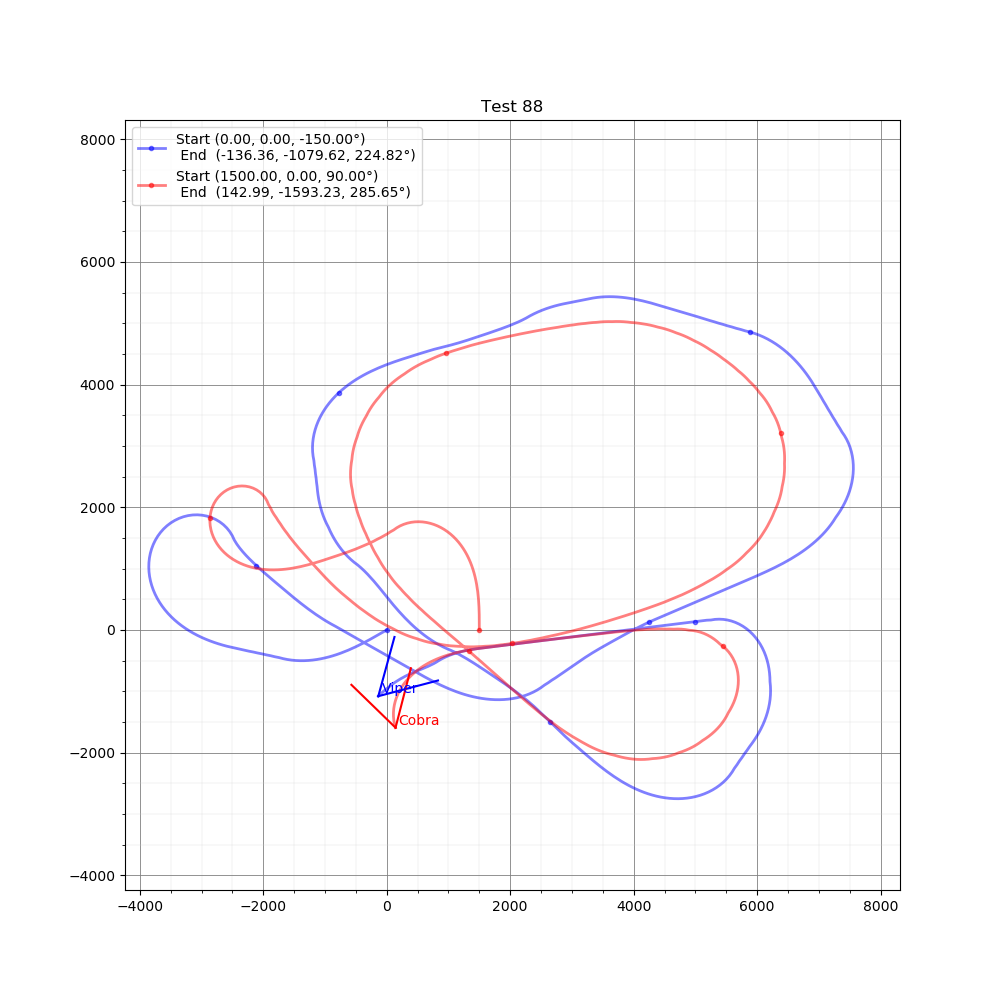 Test 88
Start (0.00, 0.00, -150.00°)
End  (-136.36, -1079.62, 224.82°)
Start (1500.00, 0.00, 90.00°)
End  (142.99, -1593.23, 285.65°)
8000
6000
4000
2000
0
−2000
−4000
Viper
Cobra
−4000 −2000 0 2000 4000 6000 8000